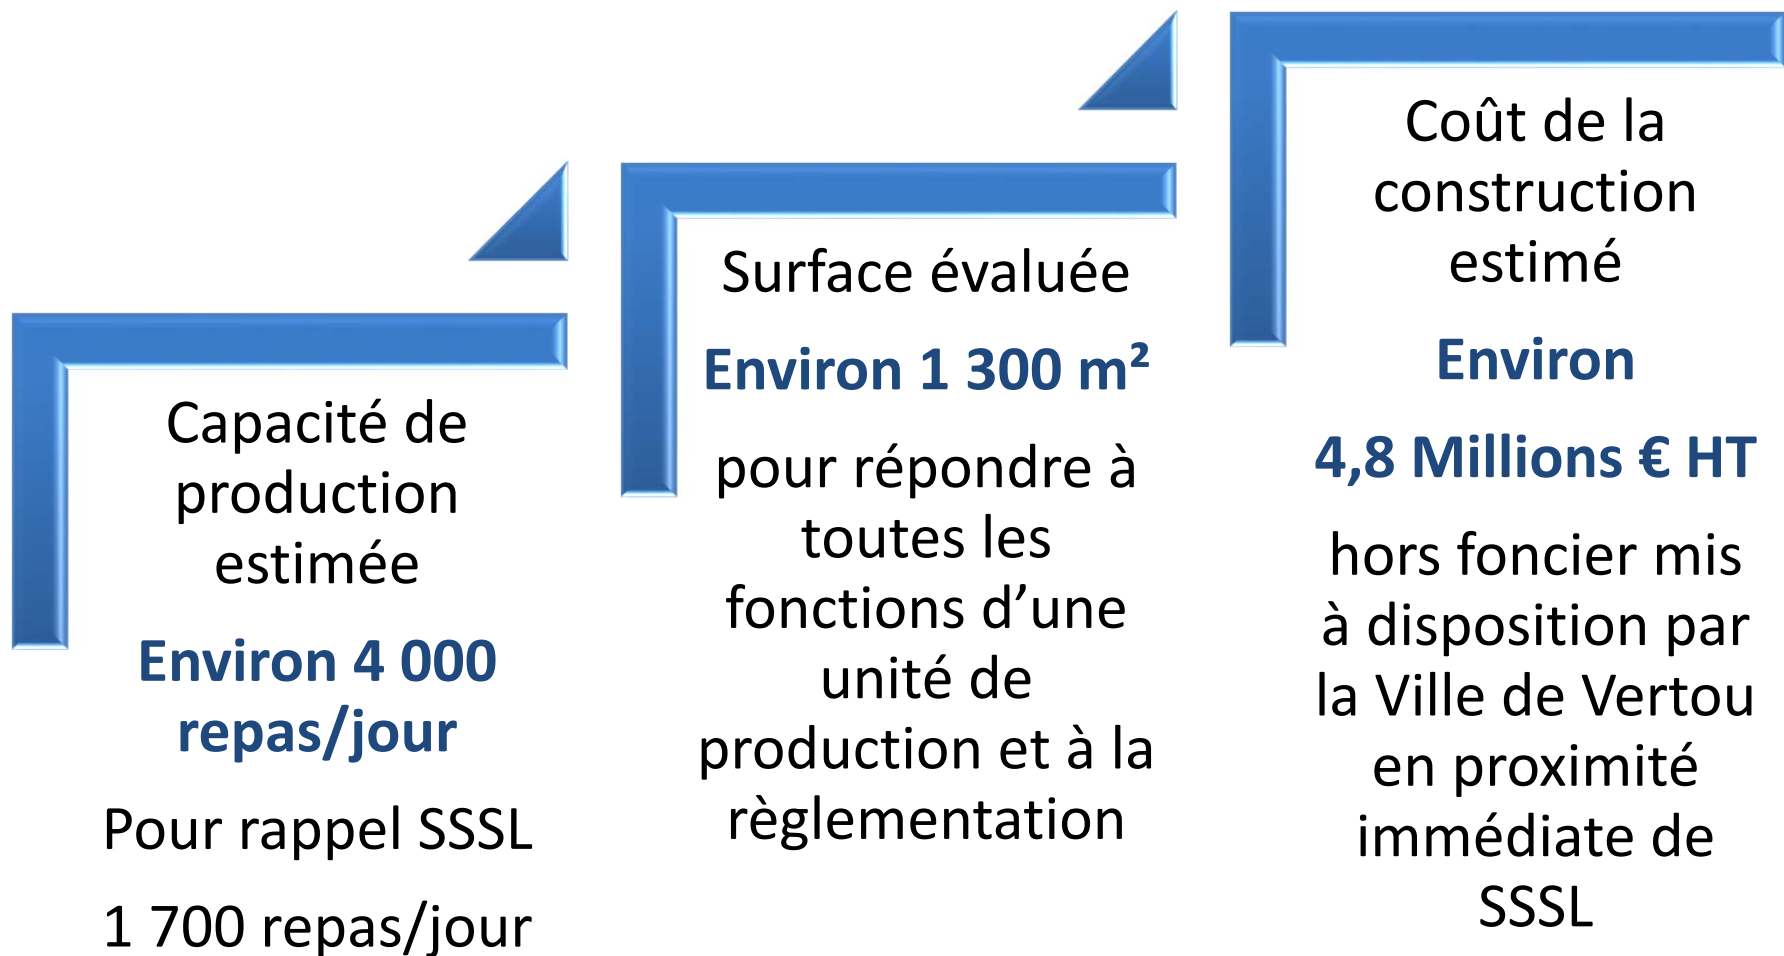 Capacité de
production
estimée
Environ 4 000
repas/jour
Pour rappel SSSL
1 700 repas/jour
Surface évaluée
Environ 1 300 m²
pour répondre à
toutes les
fonctions d’une
unité de
production et à la
règlementation
Coût de la
construction
estimé
Environ
4,8 Millions € HT
hors foncier mis
à disposition par
la Ville de Vertou
en proximité
immédiate de
SSSL